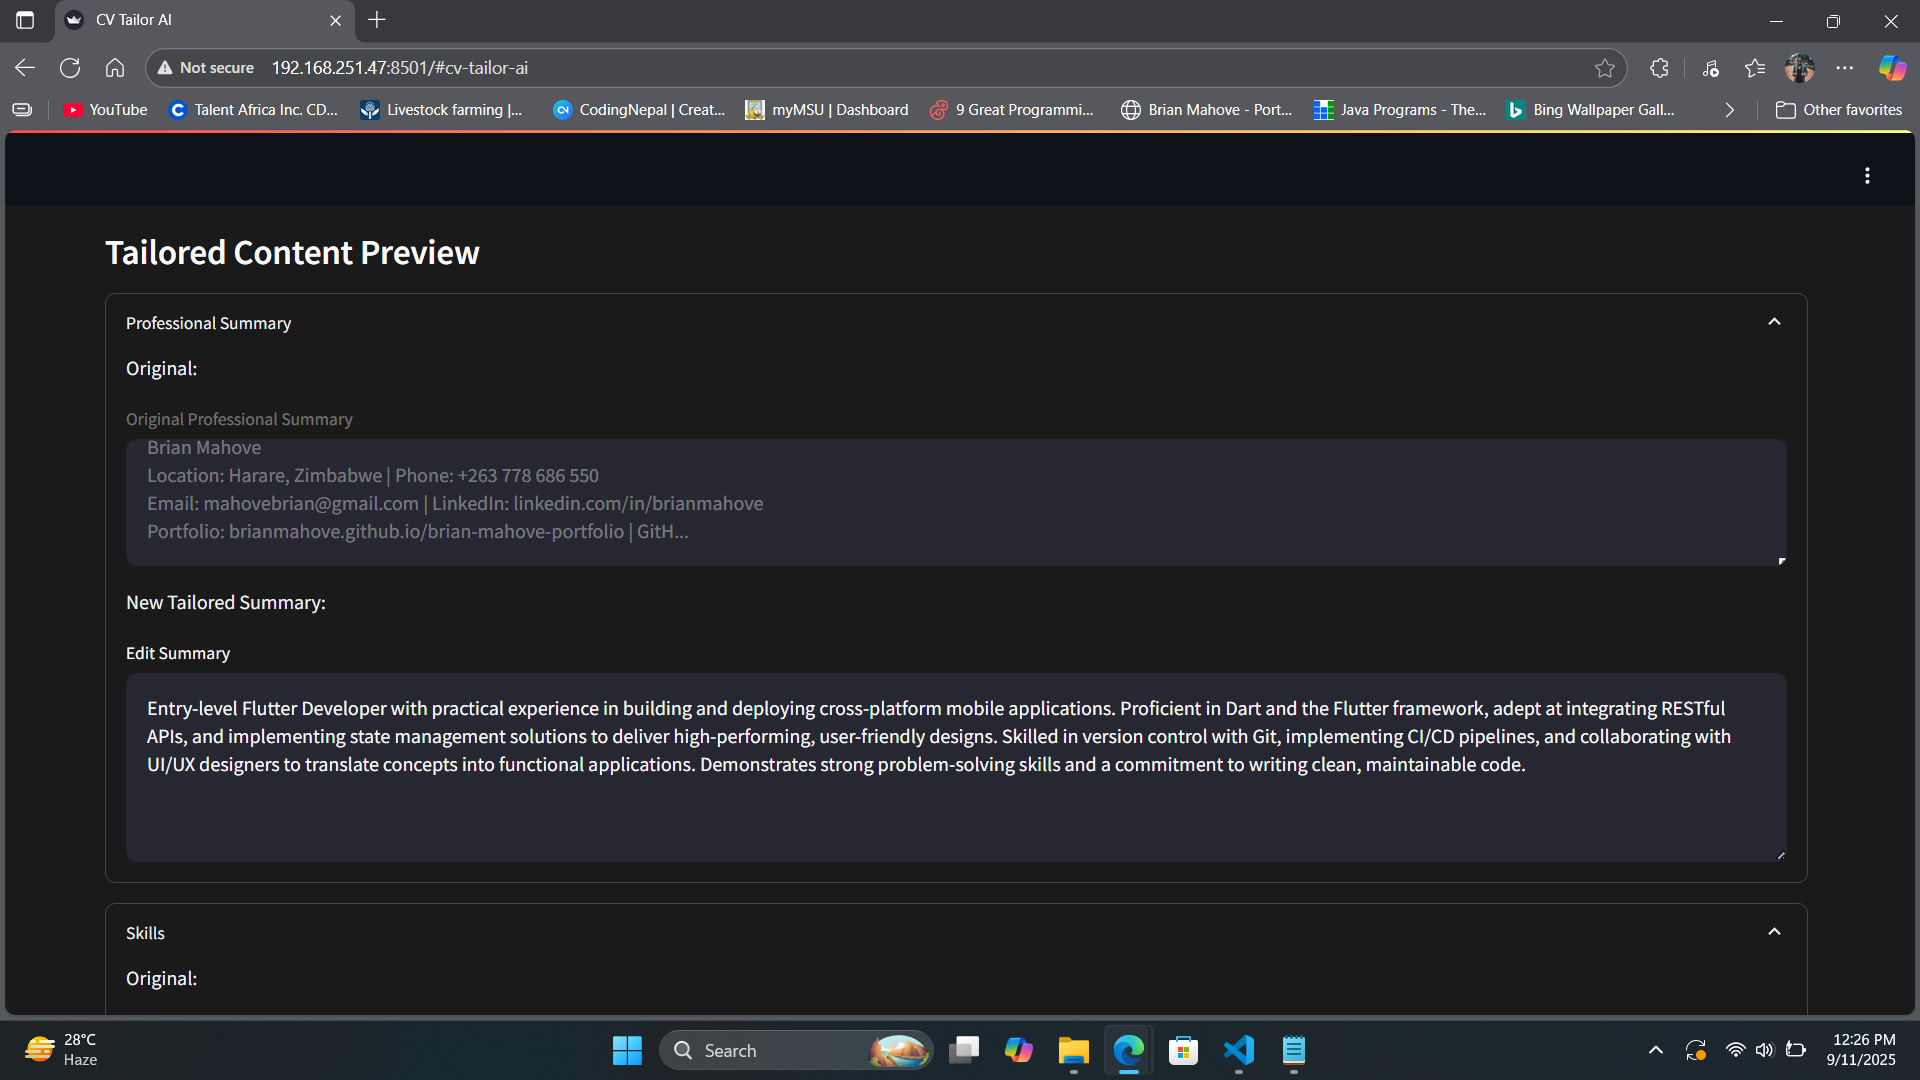 CV Tailor AI
Not secure 192.168.251.47:8501/#cv-tailor-ai
YouTube Talent Africa Inc. CD... Livestock farming |... CodingNepal | Creat... myMSU | Dashboard 9 Great Programmi... Brian Mahove - Port... Java Programs - The... Bing Wallpaper Gall... Other favorites
Tailored Content Preview
Professional Summary
Original:
Original Professional Summary
Brian Mahove
Location: Harare, Zimbabwe | Phone: +263 778 686 550
Email: mahovebrian@gmail.com | LinkedIn: linkedin.com/in/brianmahove
Portfolio: brianmahove.github.io/brian-mahove-portfolio | GitH...
New Tailored Summary:
Edit Summary
Entry-level Flutter Developer with practical experience in building and deploying cross-platform mobile applications. Proficient in Dart and the Flutter framework, adept at integrating RESTful
APIs, and implementing state management solutions to deliver high-performing, user-friendly designs. Skilled in version control with Git, implementing CI/CD pipelines, and collaborating with
UI/UX designers to translate concepts into functional applications. Demonstrates strong problem-solving skills and a commitment to writing clean, maintainable code.
Skills
Original:
28°C
Haze
Search
12:26 PM
9/11/2025